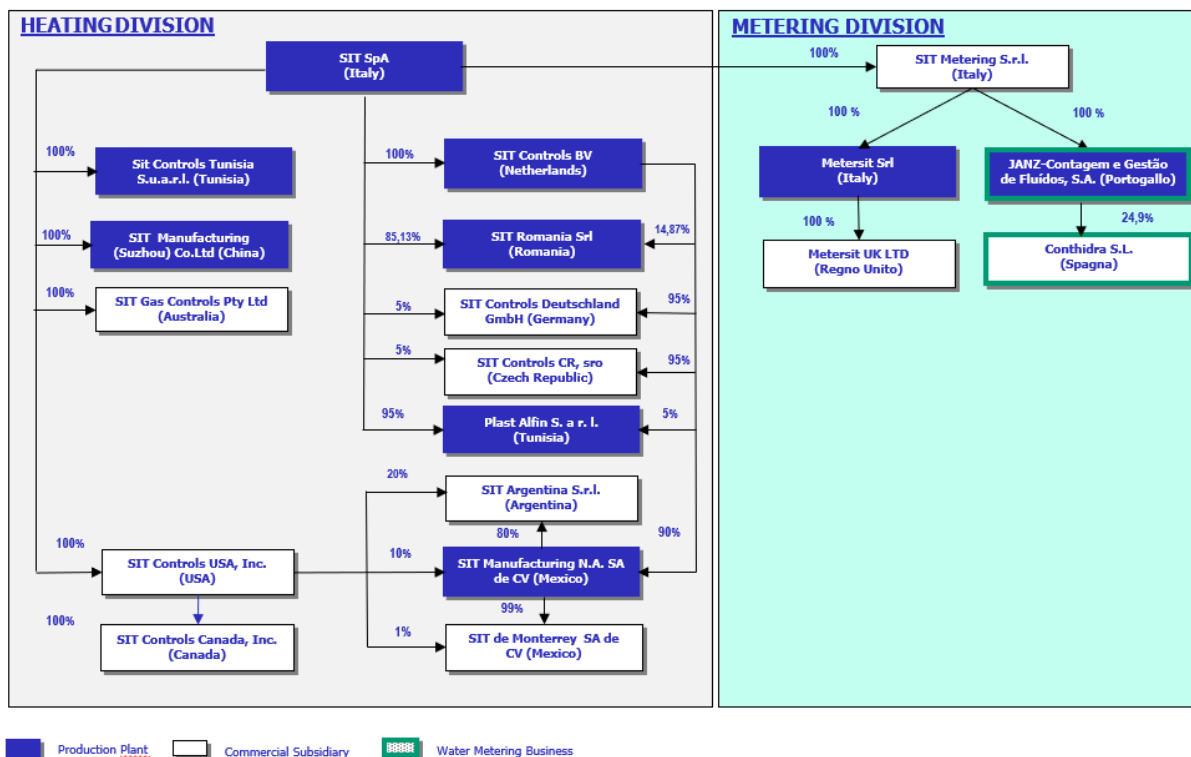 HEATING DIVISION
SIT SpA
(Italy)
100%
Sit Controls Tunisia
S.u.a.r.l. (Tunisia)
100%
SIT Manufacturing
(Suzhou) Co.Ltd (China)
100%
SIT Gas Controls Pty Ltd
(Australia)
100%
SIT Controls USA, Inc.
(USA)
100%
SIT Controls Canada, Inc.
(Canada)
100%
SIT Controls BV
(Netherlands)
85,13%
SIT Romania Srl
(Romania)
14,87%
5%
SIT Controls Deutschland
GmbH (Germany)
95%
5%
SIT Controls CR, sro
(Czech Republic)
95%
95%
Plast Alfin S. a r. l.
(Tunisia)
5%
20%
SIT Argentina S.r.l.
(Argentina)
80%
90%
10%
SIT Manufacturing N.A. SA
de CV (Mexico)
99%
1%
SIT de Monterrey SA de
CV (Mexico)
METERING DIVISION
100%
SIT Metering S.r.l.
(Italy)
100 %
100 %
Metersit Srl
(Italy)
JANZ-Contagem e Gestão
de Fluídos, S.A. (Portogallo)
100 %
24,9%
Metersit UK LTD
(Regno Unito)
Conthidra S.L.
(Spagna)
Production Plant
Commercial Subsidiary
Water Metering Business